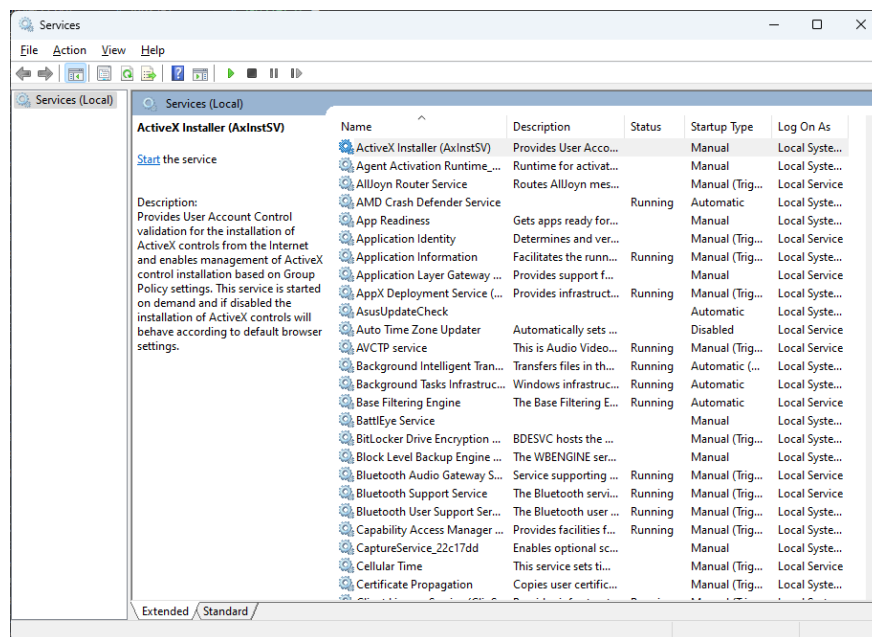 Services
File Action View Help
Services (Local)
Services (Local)
ActiveX Installer (AxInstSV)
Start the service
Description:
Provides User Account Control
validation for the installation of
ActiveX controls from the Internet
and enables management of ActiveX
control installation based on Group
Policy settings. This service is started
on demand and if disabled the
installation of ActiveX controls will
behave according to default browser
settings.
Name Description Status Startup Type Log On As
ActiveX Installer (AxInstSV) Provides User Acco... Manual Local Syste...
Agent Activation Runtime_... Runtime for activat... Manual Local Syste...
AllJoyn Router Service Routes AllJoyn mes... Manual (Trig... Local Service
AMD Crash Defender Service Running Automatic Local Syste...
App Readiness Gets apps ready for... Manual Local Syste...
Application Identity Determines and ver... Manual (Trig... Local Service
Application Information Facilitates the runn... Running Manual (Trig... Local Syste...
Application Layer Gateway ... Provides support f... Manual Local Service
AppX Deployment Service (... Provides infrastruct... Running Manual (Trig... Local Syste...
AsusUpdateCheck Automatic Local Syste...
Auto Time Zone Updater Automatically sets ... Disabled Local Service
AVCTP service This is Audio Video... Running Manual (Trig... Local Service
Background Intelligent Tran... Transfers files in th... Running Automatic (... Local Syste...
Background Tasks Infrastruc... Windows infrastruc... Running Automatic Local Syste...
Base Filtering Engine The Base Filtering E... Running Automatic Local Service
BattlEye Service Manual Local Syste...
BitLocker Drive Encryption ... BDESVC hosts the ... Manual (Trig... Local Syste...
Block Level Backup Engine ... The WBENGINE ser... Manual Local Syste...
Bluetooth Audio Gateway S... Service supporting ... Running Manual (Trig... Local Service
Bluetooth Support Service The Bluetooth servi... Running Manual (Trig... Local Service
Bluetooth User Support Ser... The Bluetooth user ... Running Manual (Trig... Local Syste...
Capability Access Manager ... Provides facilities f... Running Manual (Trig... Local Syste...
CaptureService_22c17dd Enables optional sc... Manual Local Syste...
Cellular Time This service sets ti... Manual (Trig... Local Service
Certificate Propagation Copies user certific... Manual (Trig... Local Syste...
Extended Standard